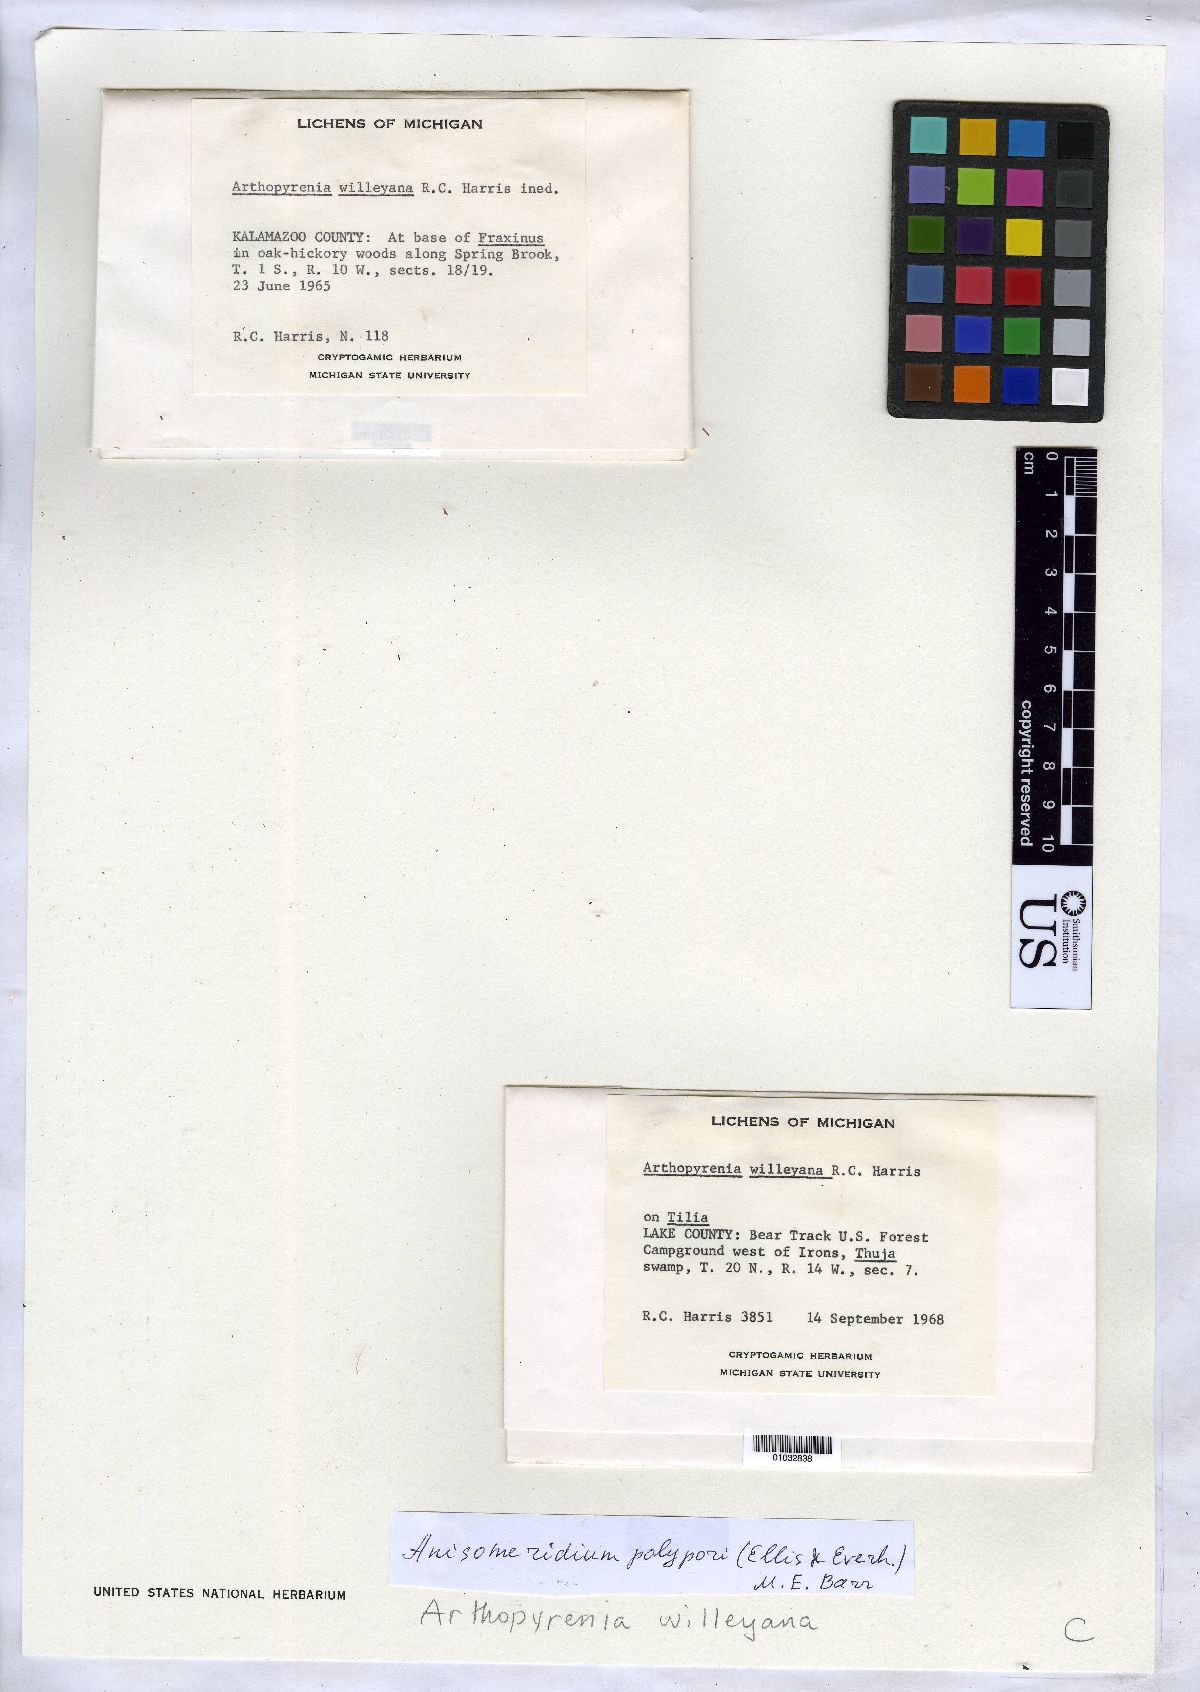 LICHENS OF MICHIGAN
Arthopyrenia willeyana R.C. Harris ined.
KALAMAZOO COUNTY: At base of Fraxinus
in oak-hickory woods along Spring Brook,
T. 1 S., R. 10 W., sects. 18/19.
23 June 1965
R.C. Harris, N. 118
CRYPTOGAMIC HERBARIUM
MICHIGAN STATE UNIVERSITY
cm
0 1 2 3 4 5 6 7 8 9 10
copyright reserved
US
Smithsonian
Institution
LICHENS OF MICHIGAN
Arthopyrenia willeyana R.C. Harris
on Tilia
LAKE COUNTY: Bear Track U.S. Forest
Campground west of Irons, Thuja
swamp, T. 20 N., R. 14 W., sec. 7.
R.C. Harris 3851 14 September 1968
CRYPTOGAMIC HERBARIUM
MICHIGAN STATE UNIVERSITY
01032839
Anisomeridium polypori (Ellis & Everh.)
M. E. Barr
UNITED STATES NATIONAL HERBARIUM
Arthopyrenia willeyana
C